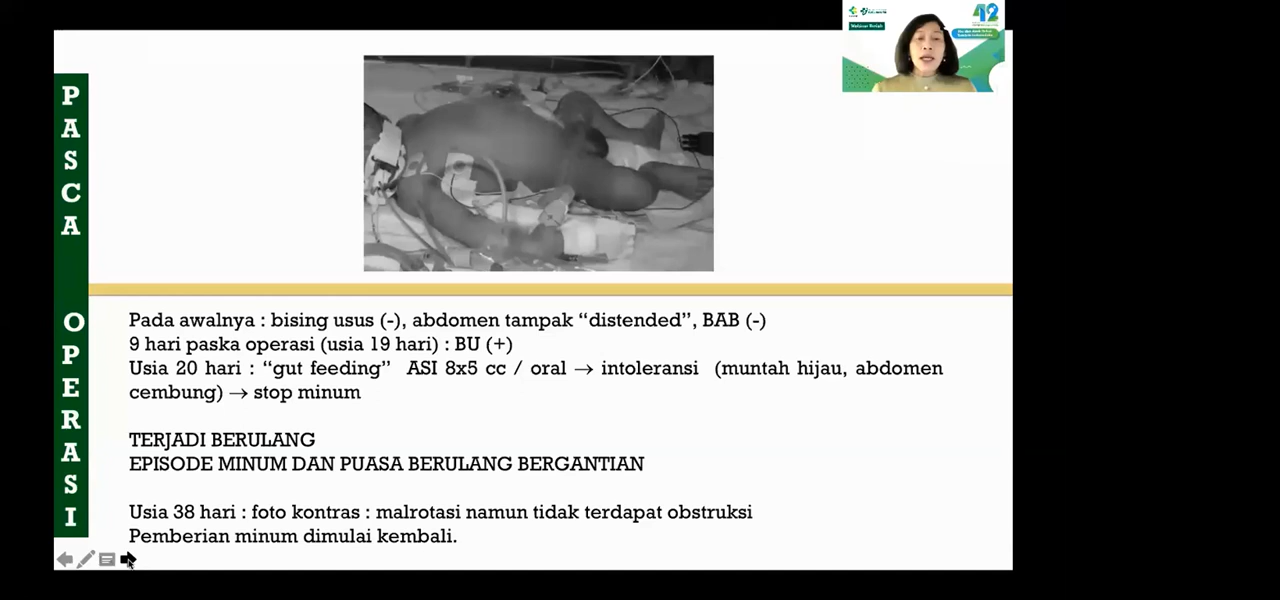 PASCA OPERASI
Pada awalnya : bising usus (-), abdomen tampak “distended”, BAB (-)
9 hari paska operasi (usia 19 hari) : BU (+)
Usia 20 hari : “gut feeding” ASI 8x5 cc / oral → intoleransi (muntah hijau, abdomen
cembung) → stop minum
TERJADI BERULANG
EPISODE MINUM DAN PUASA BERULANG BERGANTIAN
Usia 38 hari : foto kontras : malrotasi namun tidak terdapat obstruksi
Pemberian minum dimulai kembali.